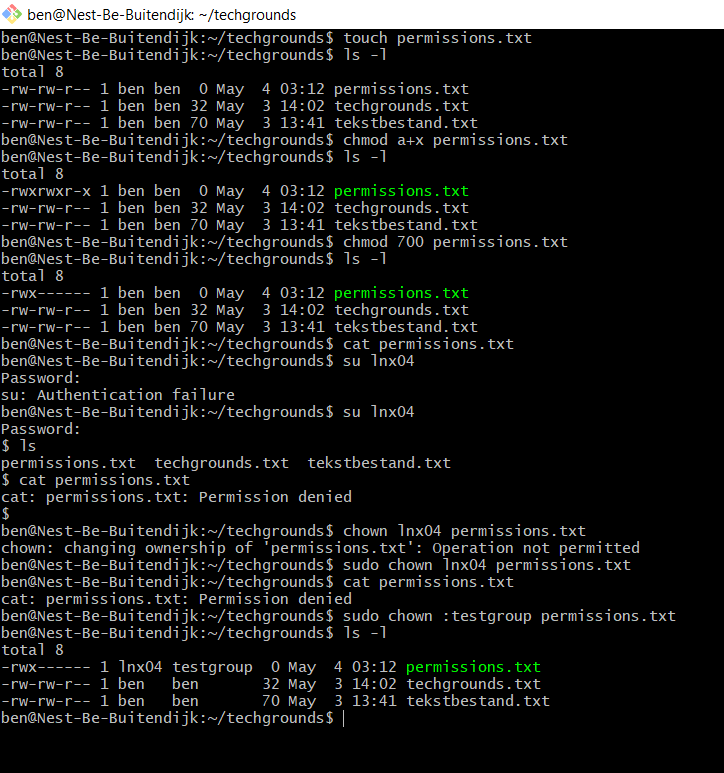 ben@Nest-Be-Buitendijk: ~/techgrounds
ben@Nest-Be-Buitendijk:~/techgrounds$ touch permissions.txt
ben@Nest-Be-Buitendijk:~/techgrounds$ ls -l
total 8
-rw-rw-r-- 1 ben ben  0 May  4 03:12 permissions.txt
-rw-rw-r-- 1 ben ben 32 May  3 14:02 techgrounds.txt
-rw-rw-r-- 1 ben ben 70 May  3 13:41 tekstbestand.txt
ben@Nest-Be-Buitendijk:~/techgrounds$ chmod a+x permissions.txt
ben@Nest-Be-Buitendijk:~/techgrounds$ ls -l
total 8
-rwxrwxr-x 1 ben ben  0 May  4 03:12 permissions.txt
-rw-rw-r-- 1 ben ben 32 May  3 14:02 techgrounds.txt
-rw-rw-r-- 1 ben ben 70 May  3 13:41 tekstbestand.txt
ben@Nest-Be-Buitendijk:~/techgrounds$ chmod 700 permissions.txt
ben@Nest-Be-Buitendijk:~/techgrounds$ ls -l
total 8
-rwx------ 1 ben ben  0 May  4 03:12 permissions.txt
-rw-rw-r-- 1 ben ben 32 May  3 14:02 techgrounds.txt
-rw-rw-r-- 1 ben ben 70 May  3 13:41 tekstbestand.txt
ben@Nest-Be-Buitendijk:~/techgrounds$ cat permissions.txt
ben@Nest-Be-Buitendijk:~/techgrounds$ su lnx04
Password:
su: Authentication failure
ben@Nest-Be-Buitendijk:~/techgrounds$ su lnx04
Password:
$ ls
permissions.txt  techgrounds.txt  tekstbestand.txt
$ cat permissions.txt
cat: permissions.txt: Permission denied
$
ben@Nest-Be-Buitendijk:~/techgrounds$ chown lnx04 permissions.txt
chown: changing ownership of 'permissions.txt': Operation not permitted
ben@Nest-Be-Buitendijk:~/techgrounds$ sudo chown lnx04 permissions.txt
ben@Nest-Be-Buitendijk:~/techgrounds$ cat permissions.txt
cat: permissions.txt: Permission denied
ben@Nest-Be-Buitendijk:~/techgrounds$ sudo chown :testgroup permissions.txt
ben@Nest-Be-Buitendijk:~/techgrounds$ ls -l
total 8
-rwx------ 1 lnx04 testgroup  0 May  4 03:12 permissions.txt
-rw-rw-r-- 1 ben   ben       32 May  3 14:02 techgrounds.txt
-rw-rw-r-- 1 ben   ben       70 May  3 13:41 tekstbestand.txt
ben@Nest-Be-Buitendijk:~/techgrounds$